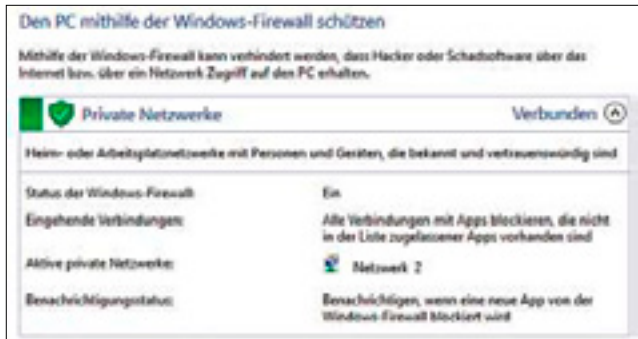 Den PC mithilfe der Windows-Firewall schützen
Mithilfe der Windows-Firewall kann verhindert werden, dass Hacker oder Schadsoftware über das
Internet bzw. über ein Netzwerk Zugriff auf den PC erhalten.
Private Netzwerke Verbunden
Heim- oder Arbeitsplatznetzwerke mit Personen und Geräten, die bekannt und vertrauenswürdig sind
Status der Windows-Firewall: Ein
Eingehende Verbindungen: Alle Verbindungen mit Apps blockieren, die nicht
in der Liste zugelassener Apps vorhanden sind
Aktive private Netzwerke: Netzwerk 2
Benachrichtigungsstatus: Benachrichtigen, wenn eine neue App von der
Windows-Firewall blockiert wird